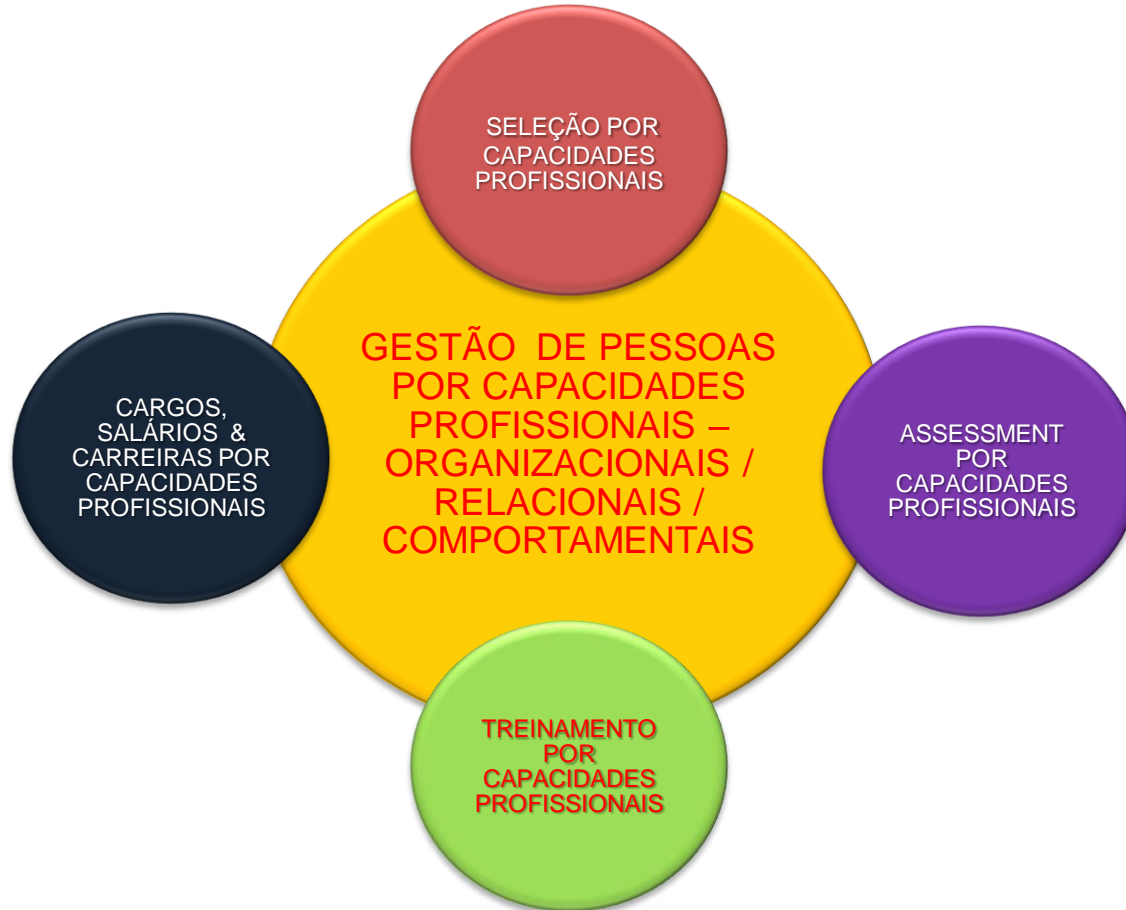 SELEÇÃO POR
CAPACIDADES
PROFISSIONAIS
GESTÃO DE PESSOAS
POR CAPACIDADES
PROFISSIONAIS –
ORGANIZACIONAIS /
RELACIONAIS /
COMPORTAMENTAIS
CARGOS,
SALÁRIOS &
CARREIRAS POR
CAPACIDADES
PROFISSIONAIS
ASSESSMENT
POR
CAPACIDADES
PROFISSIONAIS
TREINAMENTO
POR
CAPACIDADES
PROFISSIONAIS